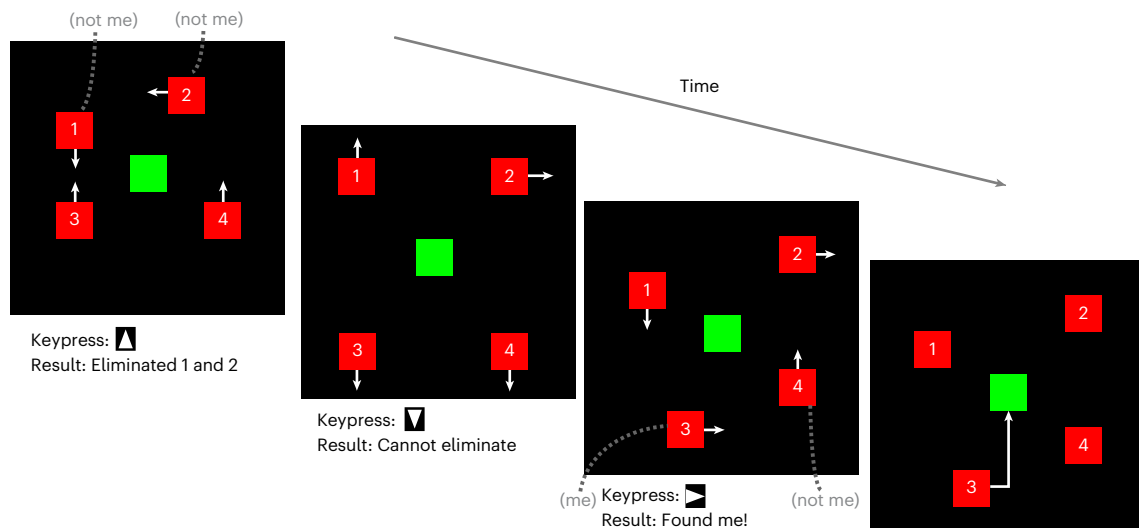 (not me)
(not me)
Time
2
1
3
4
Keypress:
Result: Eliminated 1 and 2
1
2
3
4
Keypress:
Result: Cannot eliminate
2
1
4
3
(me)
(not me)
Keypress:
Result: Found me!
2
1
4
3